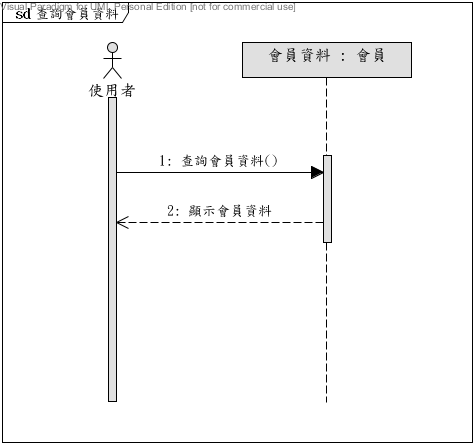 Visual Paradigm for UML Personal Edition [not for commercial use]
sd 查詢會員資料
使用者
會員資料 : 會員
1: 查詢會員資料()
2: 顯示會員資料